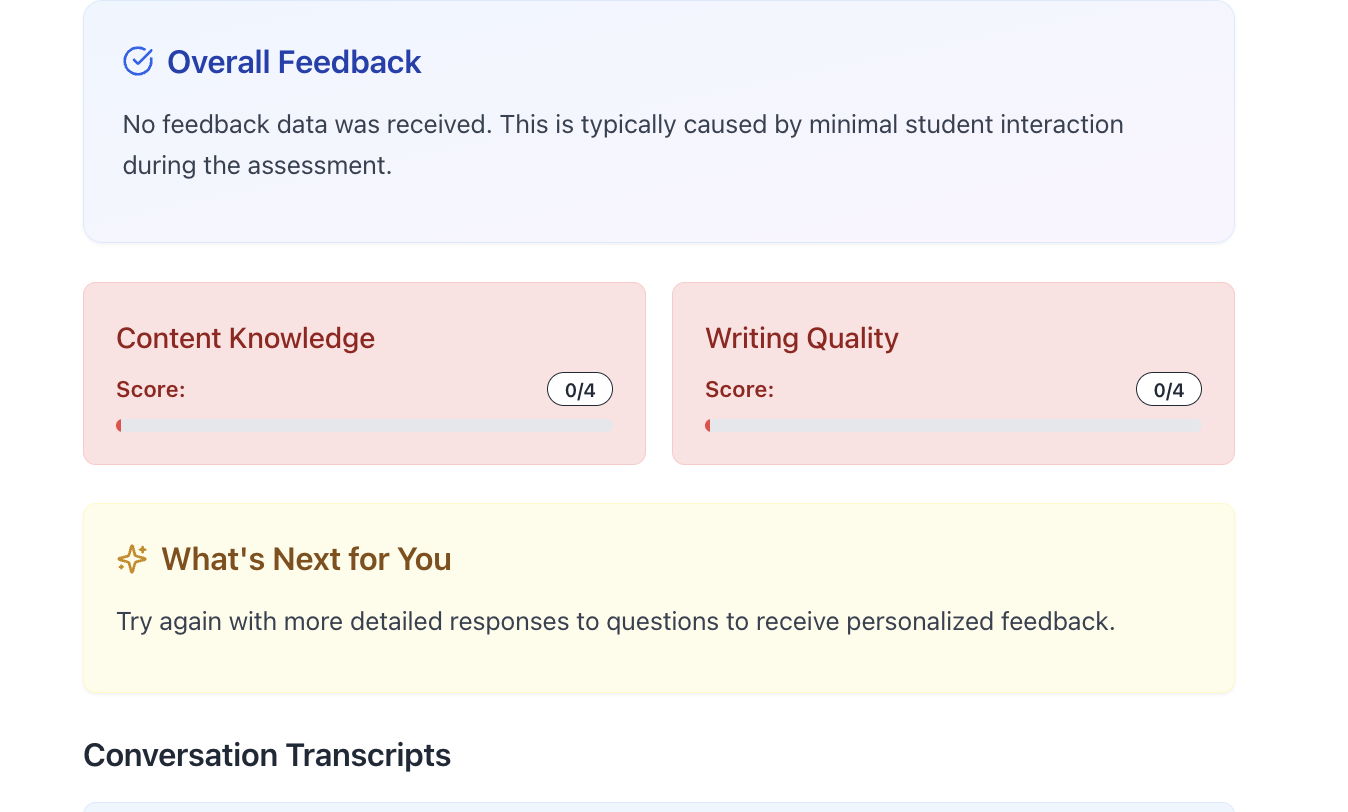 Overall Feedback
No feedback data was received. This is typically caused by minimal student interaction
during the assessment.
Content Knowledge
Score:
0/4
Writing Quality
Score:
0/4
What's Next for You
Try again with more detailed responses to questions to receive personalized feedback.
Conversation Transcripts